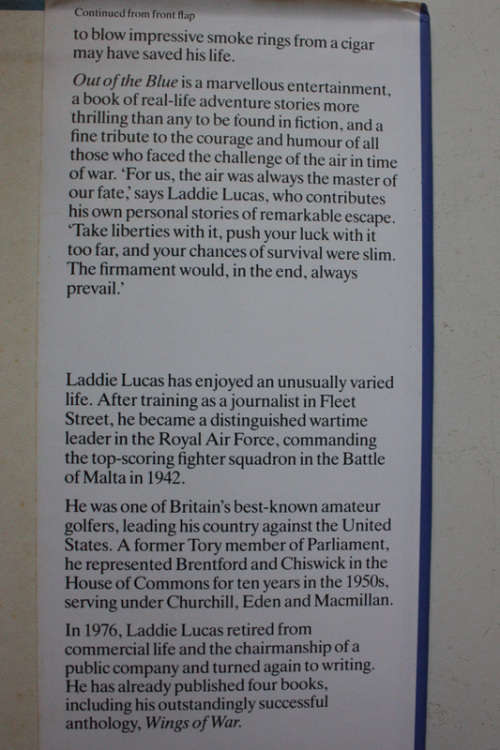 Continued from front flap
to blow impressive smoke rings from a cigar
may have saved his life.
Out of the Blue is a marvellous entertainment,
a book of real-life adventure stories more
thrilling than any to be found in fiction, and a
fine tribute to the courage and humour of all
those who faced the challenge of the air in time
of war. ‘For us, the air was always the master of
our fate,’ says Laddie Lucas, who contributes
his own personal stories of remarkable escape.
‘Take liberties with it, push your luck with it
too far, and your chances of survival were slim.
The firmament would, in the end, always
prevail.’
Laddie Lucas has enjoyed an unusually varied
life. After training as a journalist in Fleet
Street, he became a distinguished wartime
leader in the Royal Air Force, commanding
the top-scoring fighter squadron in the Battle
of Malta in 1942.
He was one of Britain’s best-known amateur
golfers, leading his country against the United
States. A former Tory member of Parliament,
he represented Brentford and Chiswick in the
House of Commons for ten years in the 1950s,
serving under Churchill, Eden and Macmillan.
In 1976, Laddie Lucas retired from
commercial life and the chairmanship of a
public company and turned again to writing.
He has already published four books,
including his outstandingly successful
anthology, Wings of War.